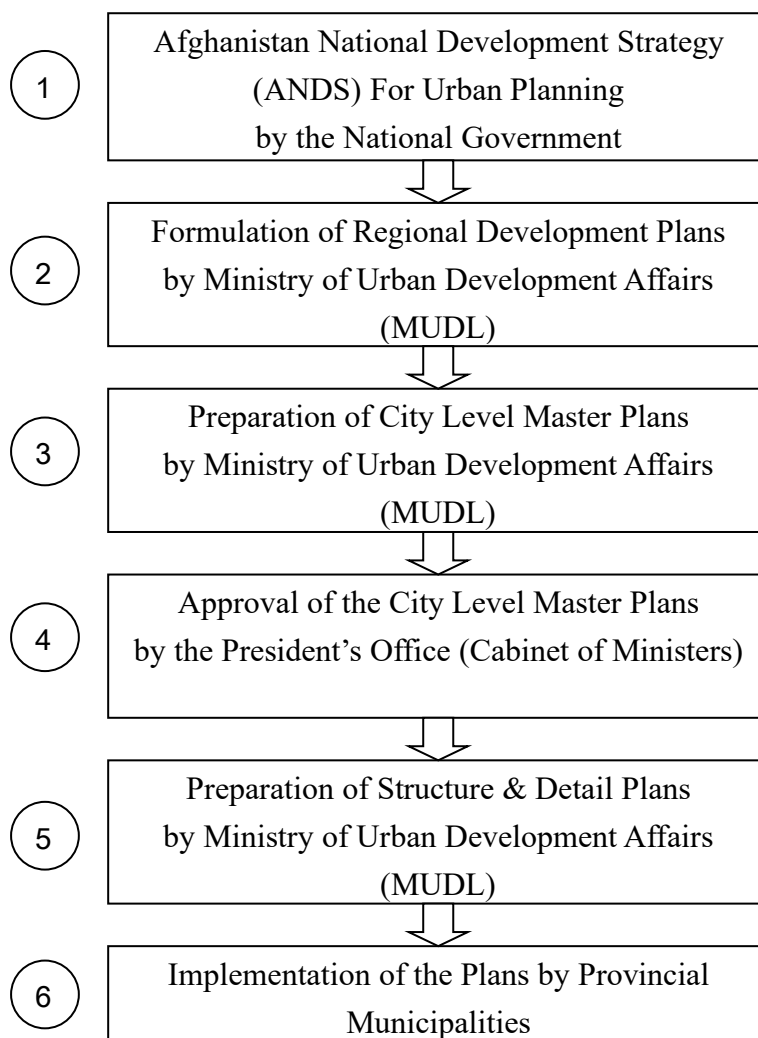 1
Afghanistan National Development Strategy
(ANDS) For Urban Planning
by the National Government
2
Formulation of Regional Development Plans
by Ministry of Urban Development Affairs
(MUDL)
3
Preparation of City Level Master Plans
by Ministry of Urban Development Affairs
(MUDL)
4
Approval of the City Level Master Plans
by the President’s Office (Cabinet of Ministers)
5
Preparation of Structure & Detail Plans
by Ministry of Urban Development Affairs
(MUDL)
6
Implementation of the Plans by Provincial
Municipalities